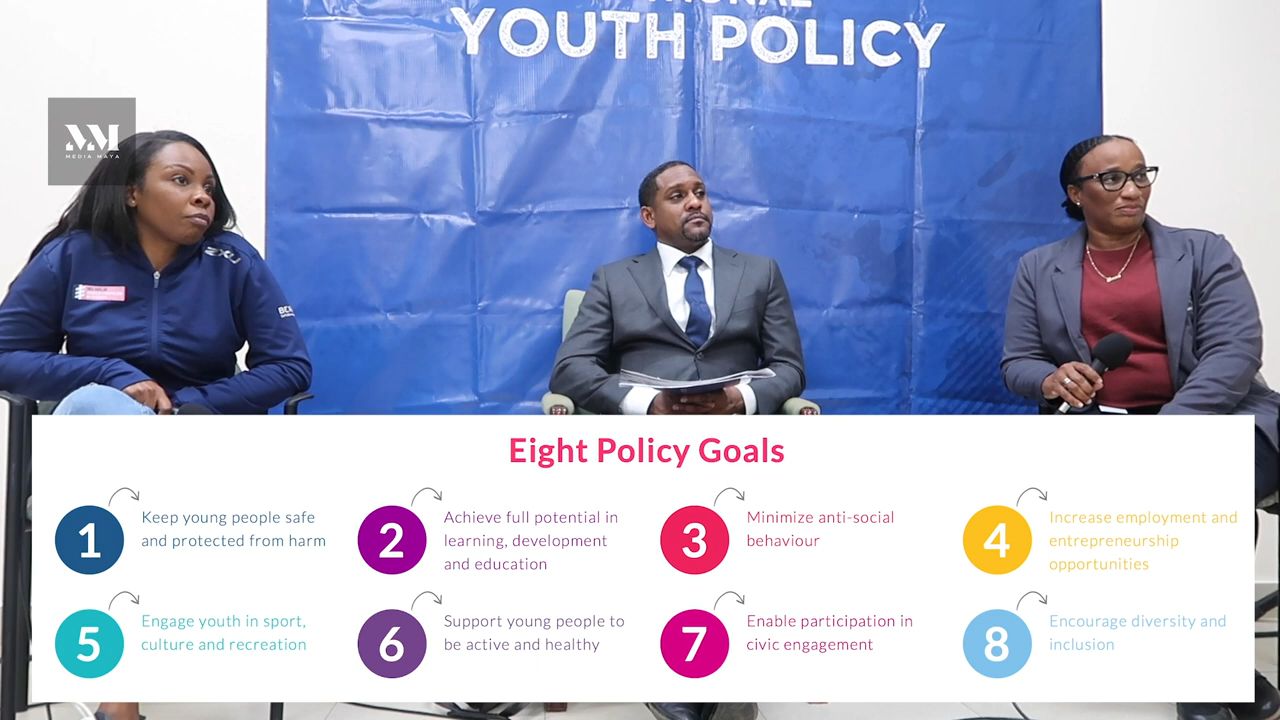 YOUTH POLICY
MM
MEDIA MAYA
Eight Policy Goals
1
Keep young people safe
and protected from harm
2
Achieve full potential in
learning, development
and education
3
Minimize anti-social
behaviour
4
Increase employment and
entrepreneurship
opportunities
5
Engage youth in sport,
culture and recreation
6
Support young people to
be active and healthy
7
Enable participation in
civic engagement
8
Encourage diversity and
inclusion